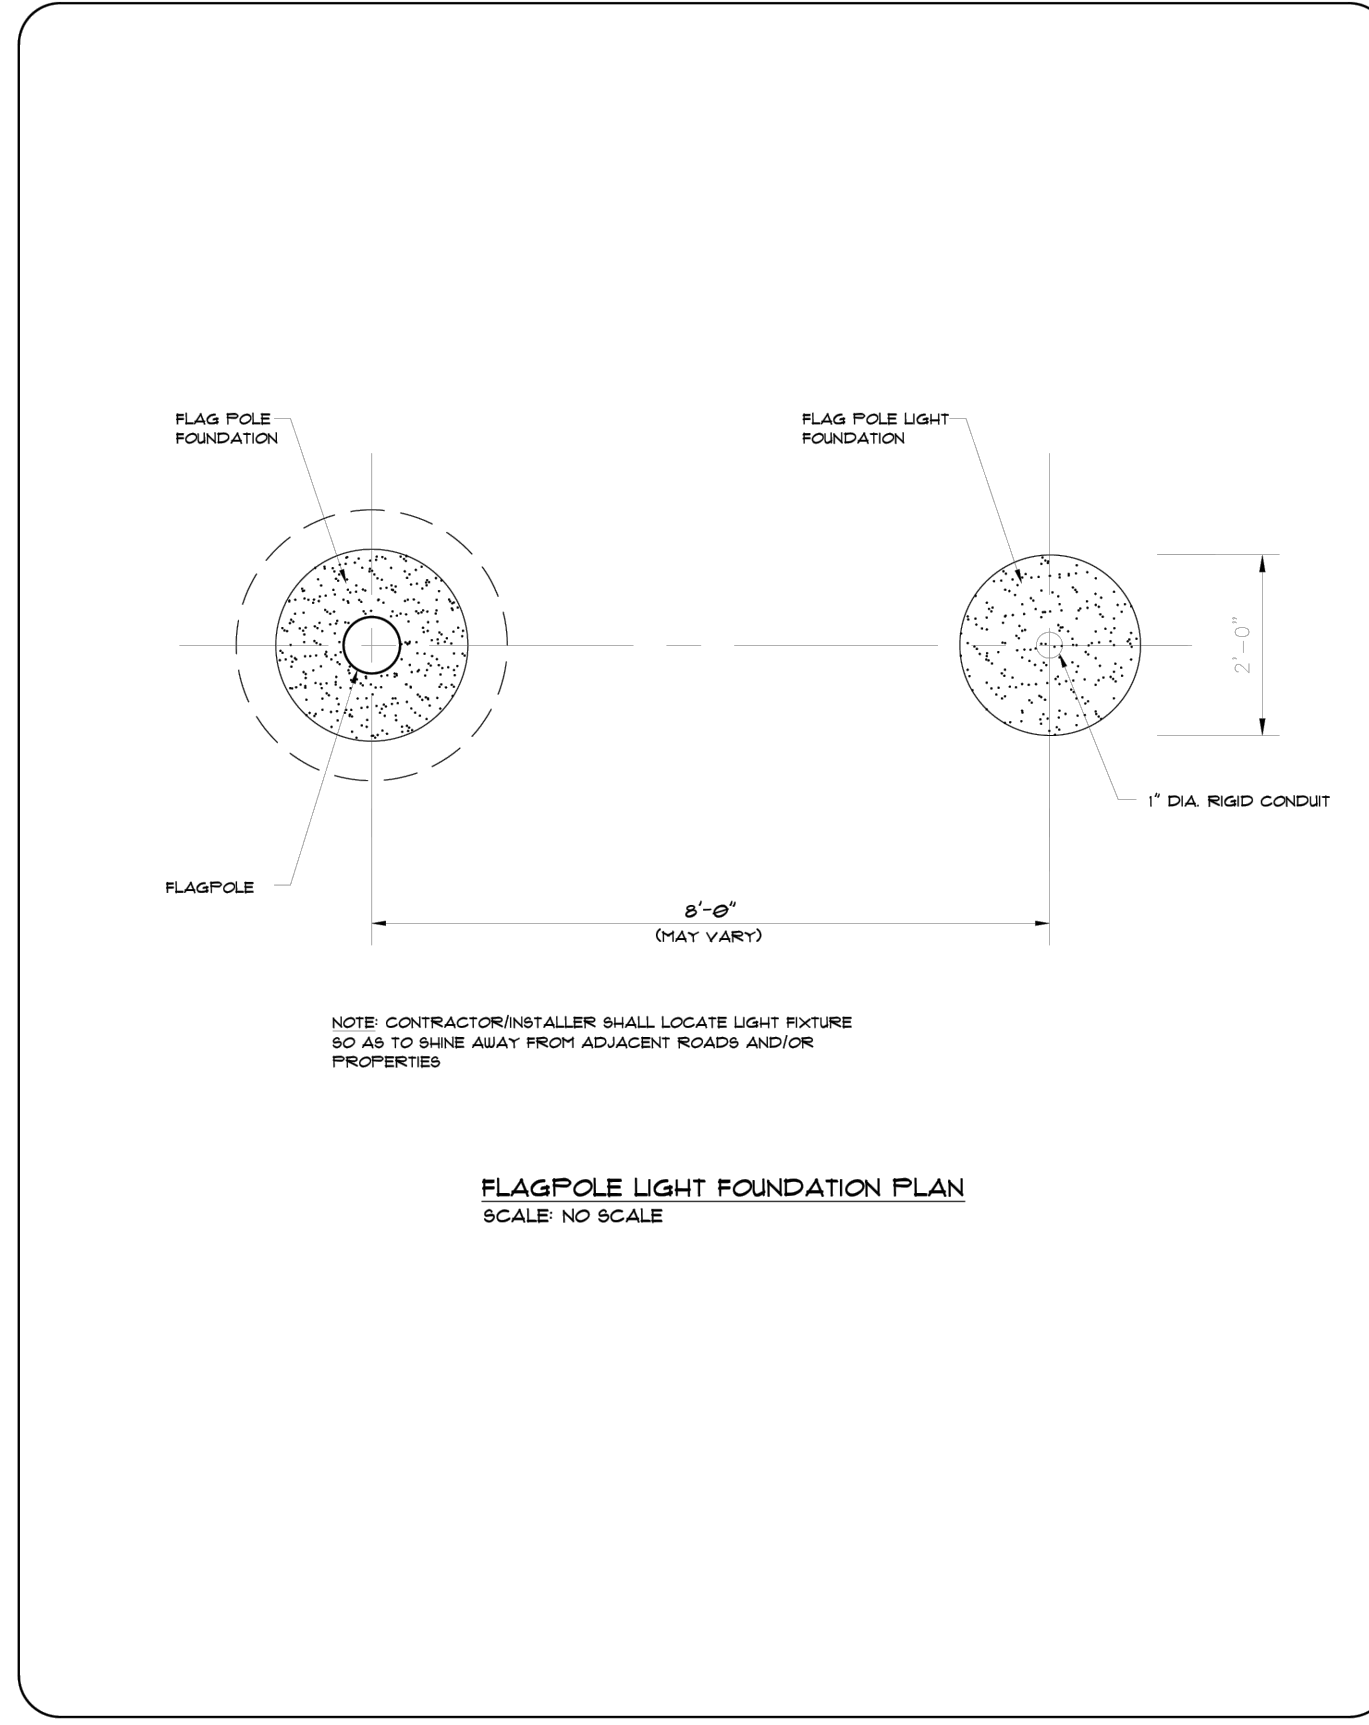 FLAG POLE
FOUNDATION
FLAG POLE LIGHT
FOUNDATION
2'-0"
1" DIA. RIGID CONDUIT
FLAGPOLE
8'-0"
(MAY VARY)
NOTE: CONTRACTOR/INSTALLER SHALL LOCATE LIGHT FIXTURE
SO AS TO SHINE AWAY FROM ADJACENT ROADS AND/OR
PROPERTIES
FLAGPOLE LIGHT FOUNDATION PLAN
SCALE: NO SCALE